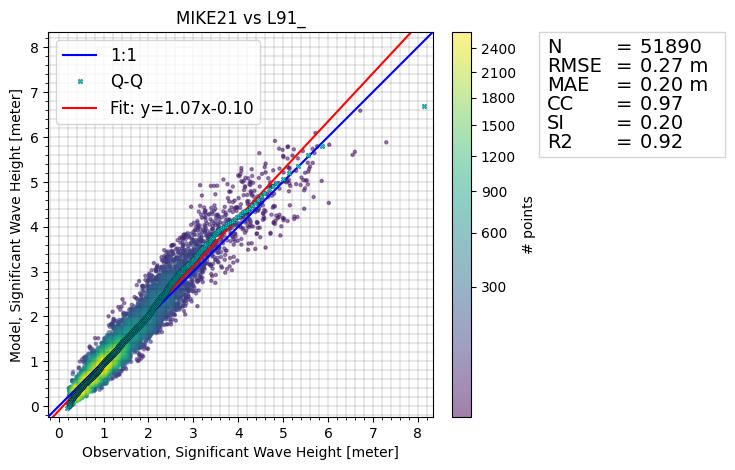 MIKE21 vs L91_
1:1
Q-Q
Fit: y=1.07x-0.10
Model, Significant Wave Height [meter]
8
7
6
5
4
3
2
1
0
0 1 2 3 4 5 6 7 8
Observation, Significant Wave Height [meter]
2400
2100
1800
1500
1200
900
600
300
# points
N = 51890
RMSE = 0.27 m
MAE = 0.20 m
CC = 0.97
SI = 0.20
R2 = 0.92